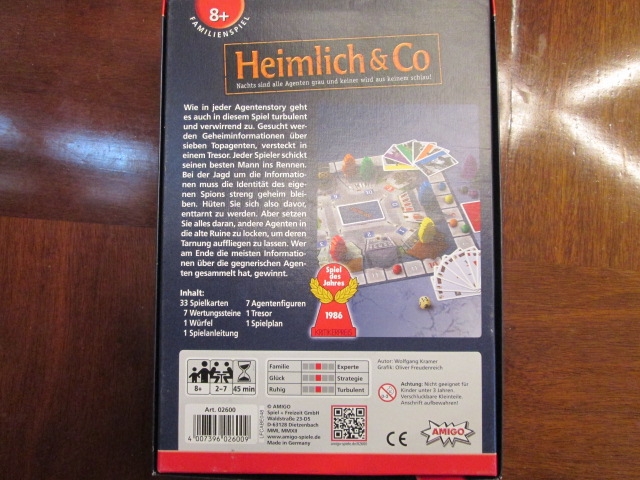 8+
FAMILIENSPIEL
Heimlich & Co
Nachts sind alle Agenten grau und keiner wird aus keinem schlau!
Wie in jeder Agentenstory geht
es auch in diesem Spiel turbulent
und verwirrend zu. Gesucht wer-
den Geheiminformationen über
sieben Topagenten, versteckt in
einem Tresor. Jeder Spieler schickt
seinen besten Mann ins Rennen.
Bei der Jagd um die Informatio-
nen muss die Identität des eige-
nen Spions streng geheim blei-
ben. Hüten Sie sich also davor,
enttarnt zu werden. Aber setzen
Sie alles daran, andere Agenten in
die alte Ruine zu locken, um deren
Tarnung auffliegen zu lassen. Wer
am Ende die meisten Informatio-
nen über die gegnerischen Agen-
ten gesammelt hat, gewinnt.
Inhalt:
33 Spielkarten 7 Agentenfiguren
7 Wertungssteine 1 Tresor
1 Würfel 1 Spielplan
1 Spielanleitung
Spiel
des
Jahres
1986
KRITIKERPREIS
8+ 2–7 45 min
Familie Experte
Glück Strategie
Ruhig Turbulent
Autor: Wolfgang Kramer
Grafik: Oliver Freudenreich
Achtung: Nicht geeignet für
Kinder unter 3 Jahren.
Verschluckbare Kleinteile.
Anschrift aufbewahren!
Art. 02600
4 007396 026009
© AMIGO
Spiel + Freizeit GmbH
Waldstraße 23-D5
D-63128 Dietzenbach
MMI, MMXII
www.amigo-spiele.de
Made in Germany
CE
AMIGO